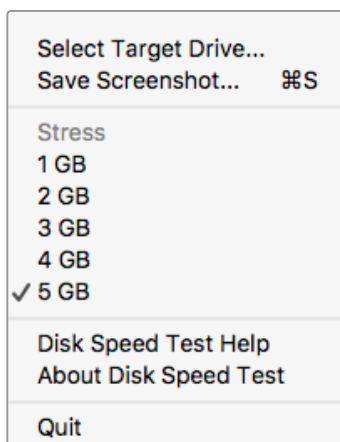 Select Target Drive...
Save Screenshot... ⌘S
Stress
1 GB
2 GB
3 GB
4 GB
✓ 5 GB
Disk Speed Test Help
About Disk Speed Test
Quit